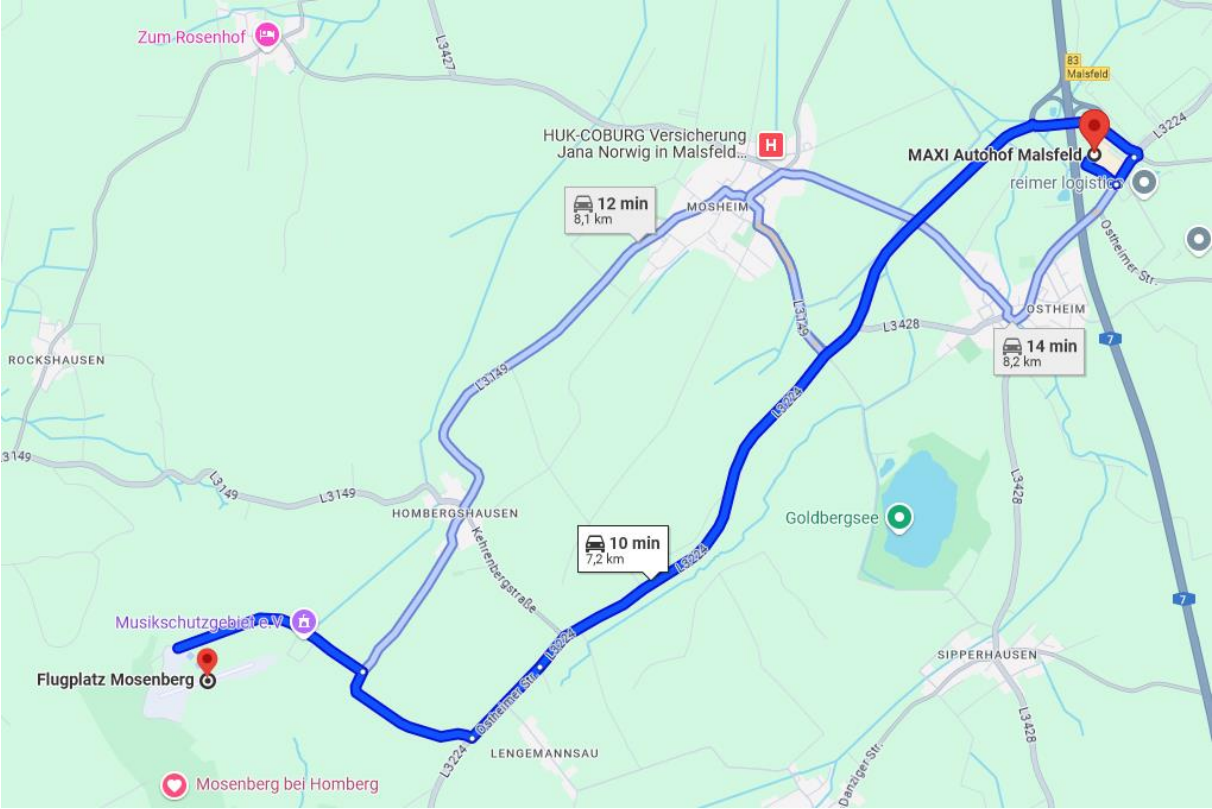 Zum Rosenhof
L3427
83
Malsfeld
L3224
HUK-COBURG Versicherung
Jana Norwig in Malsfeld...
H
MAXI Autohof Malsfeld
reimer logistics
12 min
8,1 km
MOSHEIM
Ostheimer Str.
L3149
L3428
OSTHEIM
14 min
8,2 km
7
ROCKSHAUSEN
L3149
L3224
3149
L3149
L3149
HOMBERGSHAUSEN
L3428
Goldbergsee
Kehrenbergstraße
10 min
7,2 km
L3224
7
Musikschutzgebiet e.V
L3224
SIPPERHAUSEN
Flugplatz Mosenberg
Ostheimer Str.
L3428
LENGEMANNSAU
L3224
Danziger Str.
Mosenberg bei Homberg